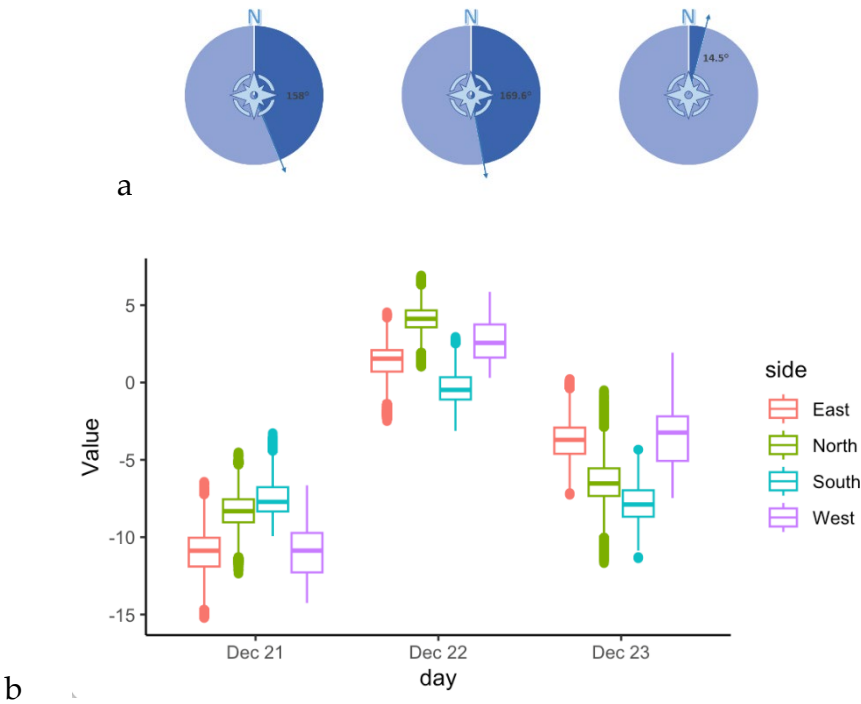 N N N
158° 169.6° 14.5°
a
5
0
-5
-10
-15
Value
Dec 21 Dec 22 Dec 23
day
side
East
North
South
West
b